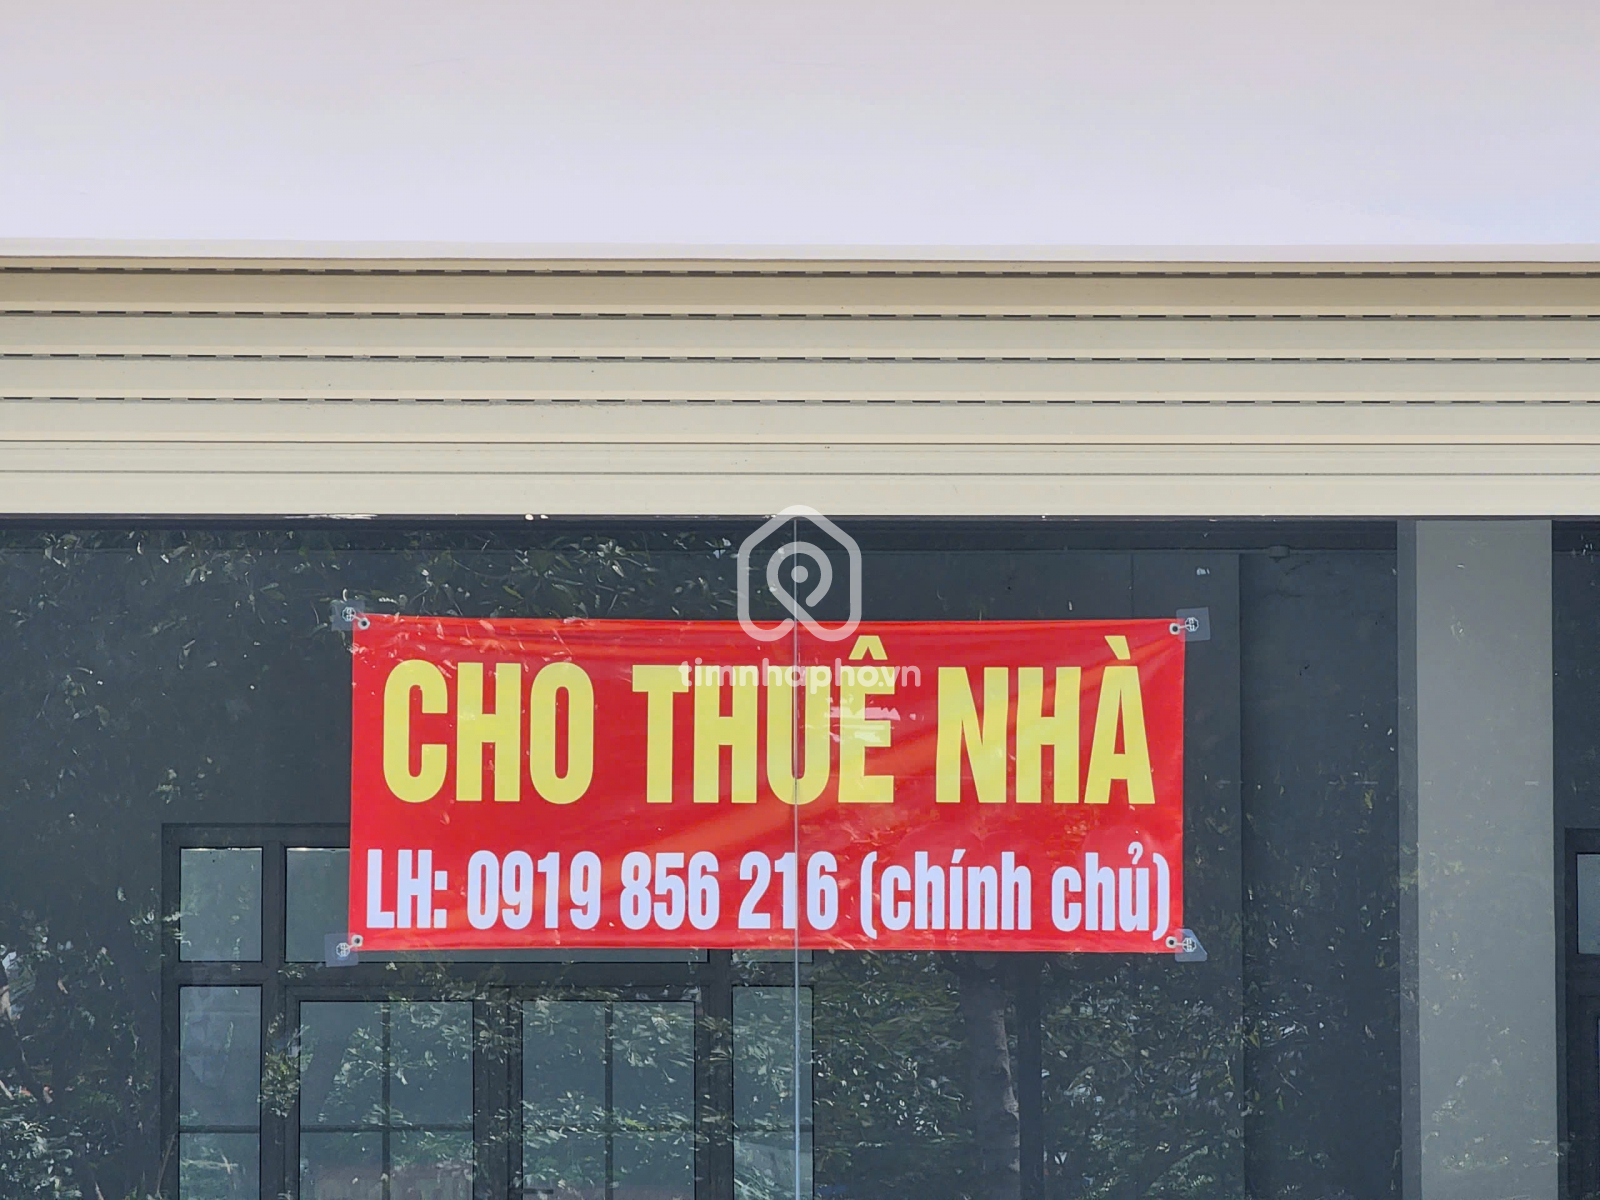 timnhapho.vn
CHO THUÊ NHÀ
LH: 0919 856 216 (chính chủ)